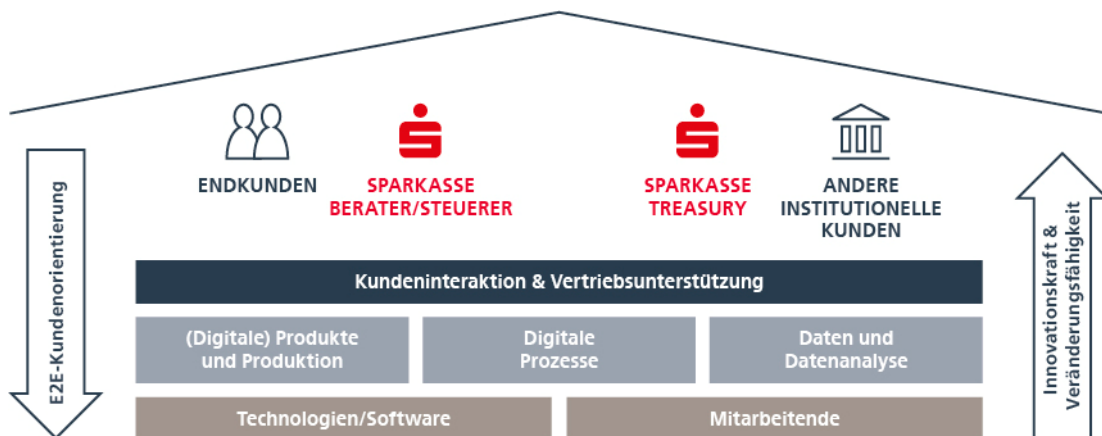 ENDKUNDEN
SPARKASSE
BERATER/STEUERER
SPARKASSE
TREASURY
ANDERE
INSTITUTIONELLE
KUNDEN
E2E-Kundenorientierung
Innovationskraft &
Veränderungsfähigkeit
Kundeninteraktion & Vertriebsunterstützung
(Digitale) Produkte
und Produktion
Digitale
Prozesse
Daten und
Datenanalyse
Technologien/Software
Mitarbeitende